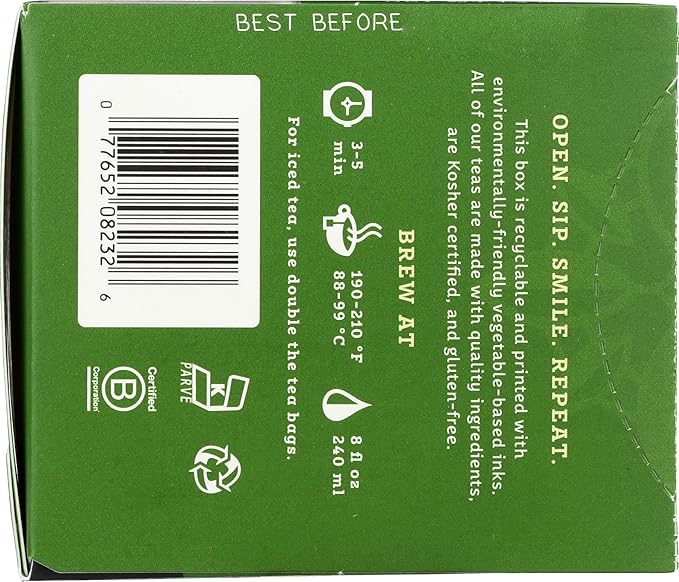 BEST BEFORE
OPEN. SIP. SMILE. REPEAT.
This box is recyclable and printed with
environmentally-friendly vegetable-based inks.
All of our teas are made with quality ingredients,
are Kosher certified, and gluten-free.
BREW AT
3-5
min
190-210 °F
88-99 °C
8 fl oz
240 ml
For iced tea, use double the tea bags.
0 77652 08232 6
K
PARVE
Certified
B
Corporation